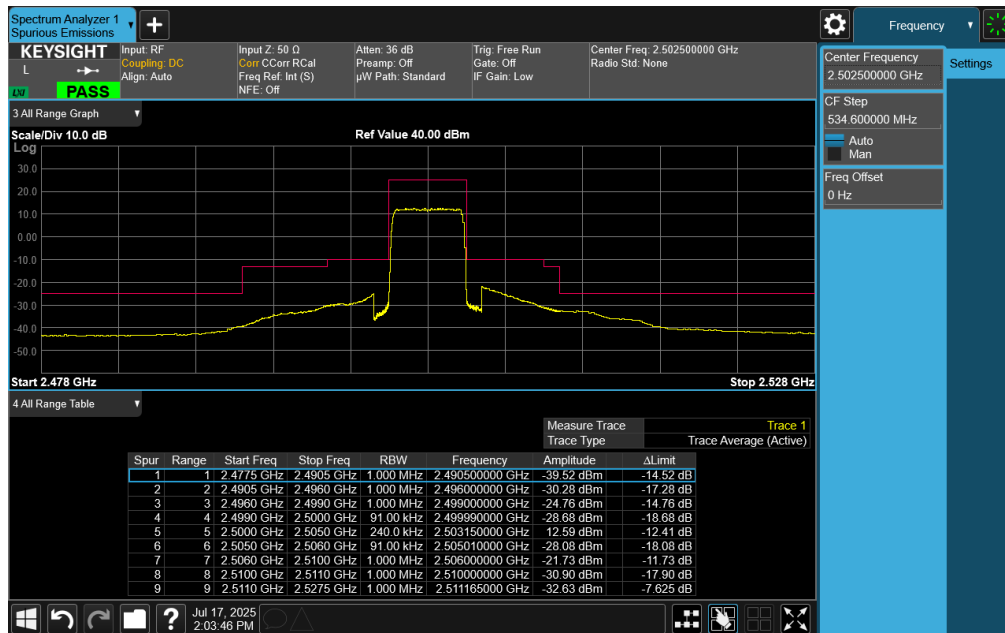 Spectrum Analyzer 1
Spurious Emissions
Frequency
KEYSIGHT
L
LXI
PASS
Input: RF
Coupling: DC
Align: Auto
Input Z: 50 Ω
Corr CCorr RCal
Freq Ref: Int (S)
NFE: Off
Atten: 36 dB
Preamp: Off
µW Path: Standard
Trig: Free Run
Gate: Off
IF Gain: Low
Center Freq: 2.502500000 GHz
Radio Std: None
Center Frequency
2.502500000 GHz
Settings
CF Step
534.600000 MHz
Auto
Man
Freq Offset
0 Hz
3 All Range Graph
Scale/Div 10.0 dB Ref Value 40.00 dBm
Log
30.0
20.0
10.0
0.00
-10.0
-20.0
-30.0
-40.0
-50.0
Start 2.478 GHz Stop 2.528 GHz
4 All Range Table
Measure Trace Trace 1
Trace Type Trace Average (Active)
Spur Range Start Freq Stop Freq RBW Frequency Amplitude ΔLimit
1 1 2.4775 GHz 2.4905 GHz 1.000 MHz 2.490500000 GHz -39.52 dBm -14.52 dB
2 2 2.4905 GHz 2.4960 GHz 1.000 MHz 2.496000000 GHz -30.28 dBm -17.28 dB
3 3 2.4960 GHz 2.4990 GHz 1.000 MHz 2.499000000 GHz -24.76 dBm -14.76 dB
4 4 2.4990 GHz 2.5000 GHz 91.00 kHz 2.499990000 GHz -28.68 dBm -18.68 dB
5 5 2.5000 GHz 2.5050 GHz 240.0 kHz 2.503150000 GHz 12.59 dBm -12.41 dB
6 6 2.5050 GHz 2.5060 GHz 91.00 kHz 2.505010000 GHz -28.08 dBm -18.08 dB
7 7 2.5060 GHz 2.5100 GHz 1.000 MHz 2.506000000 GHz -21.73 dBm -11.73 dB
8 8 2.5100 GHz 2.5110 GHz 1.000 MHz 2.510000000 GHz -30.90 dBm -17.90 dB
9 9 2.5110 GHz 2.5275 GHz 1.000 MHz 2.511165000 GHz -32.63 dBm -7.625 dB
Jul 17, 2025
2:03:46 PM